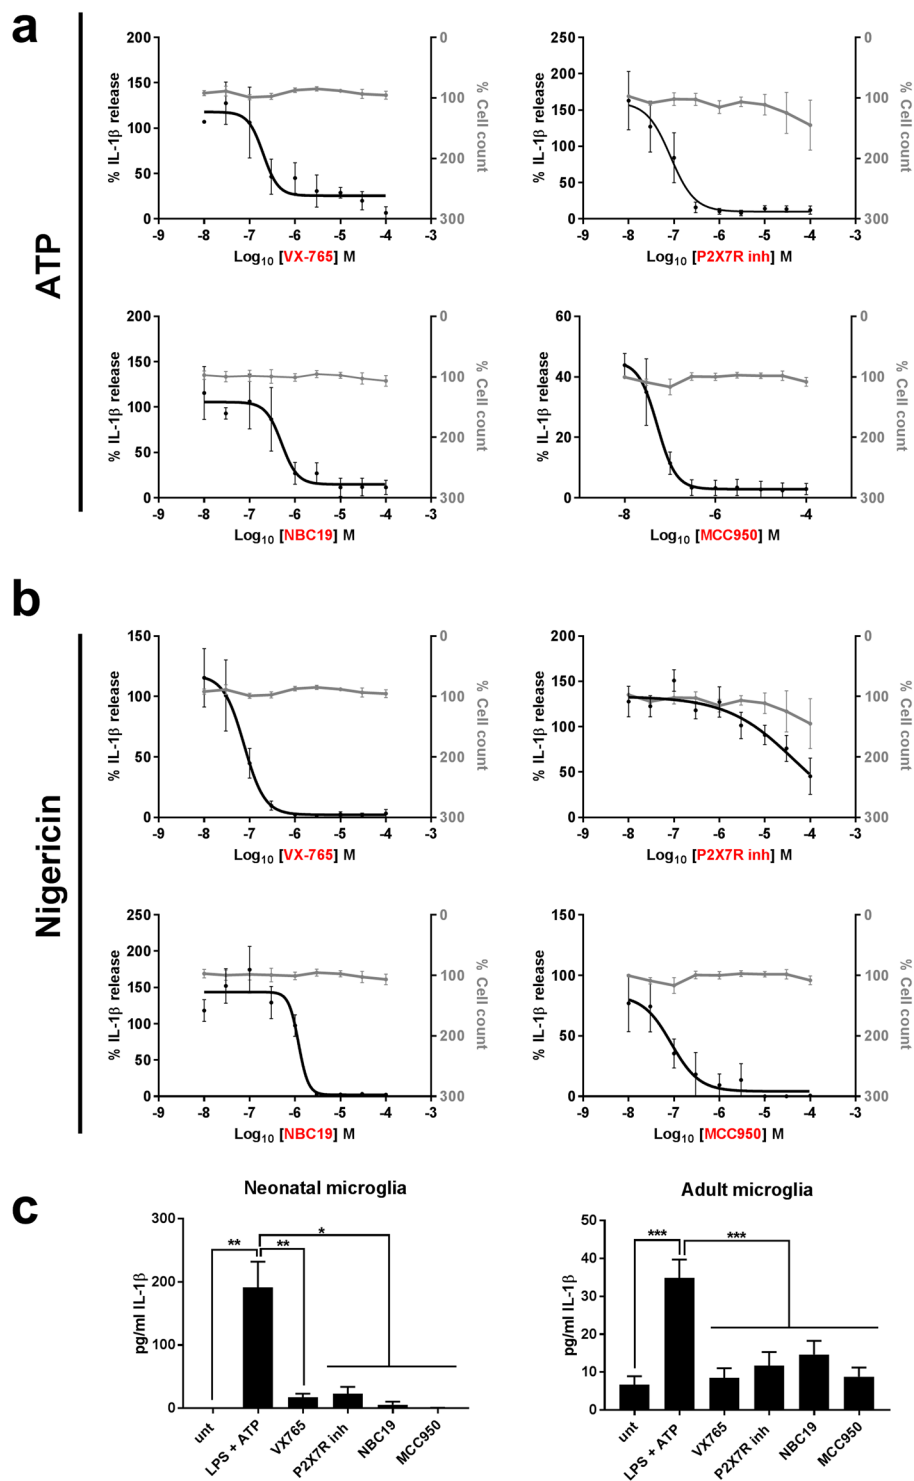 a
ATP
200
150
100
50
0
% IL-1β release
0
100
200
300
% Cell count
-9 -8 -7 -6 -5 -4 -3
Log10 [VX-765] M
250
200
150
100
50
0
% IL-1β release
0
100
200
300
% Cell count
-9 -8 -7 -6 -5 -4 -3
Log10 [P2X7R inh] M
200
150
100
50
0
% IL-1β release
0
100
200
300
% Cell count
-9 -8 -7 -6 -5 -4 -3
Log10 [NBC19] M
60
40
20
0
% IL-1β release
0
100
200
300
% Cell count
-8 -6 -4
Log10 [MCC950] M
b
Nigericin
150
100
50
0
% IL-1β release
0
100
200
300
% Cell count
-9 -8 -7 -6 -5 -4 -3
Log10 [VX-765] M
200
150
100
50
0
% IL-1β release
0
100
200
300
% Cell count
-9 -8 -7 -6 -5 -4 -3
Log10 [P2X7R inh] M
200
150
100
50
0
% IL-1β release
0
100
200
300
% Cell count
-9 -8 -7 -6 -5 -4 -3
Log10 [NBC19] M
150
100
50
0
% IL-1β release
0
100
200
300
% Cell count
-9 -8 -7 -6 -5 -4 -3
Log10 [MCC950] M
c
Neonatal microglia
300
200
100
0
pg/ml IL-1β
** ** *
unt
LPS + ATP
VX765
P2X7R inh
NBC19
MCC950
Adult microglia
50
40
30
20
10
0
pg/ml IL-1β
*** ***
unt
LPS + ATP
VX765
P2X7R inh
NBC19
MCC950